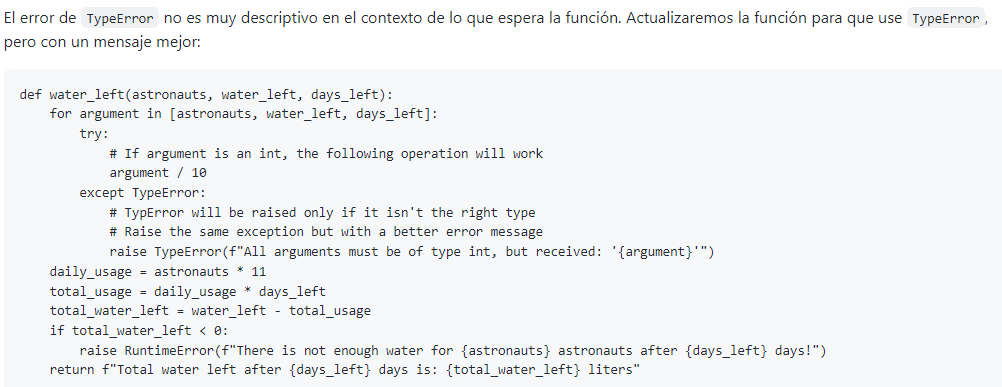 El error de TypeError no es muy descriptivo en el contexto de lo que espera la función. Actualizaremos la función para que use TypeError ,
pero con un mensaje mejor:
def water_left(astronauts, water_left, days_left):
    for argument in [astronauts, water_left, days_left]:
        try:
            # If argument is an int, the following operation will work
            argument / 10
        except TypeError:
            # TypError will be raised only if it isn't the right type
            # Raise the same exception but with a better error message
            raise TypeError(f"All arguments must be of type int, but received: '{argument}'")
    daily_usage = astronauts * 11
    total_usage = daily_usage * days_left
    total_water_left = water_left - total_usage
    if total_water_left < 0:
        raise RuntimeError(f"There is not enough water for {astronauts} astronauts after {days_left} days!")
    return f"Total water left after {days_left} days is: {total_water_left} liters"